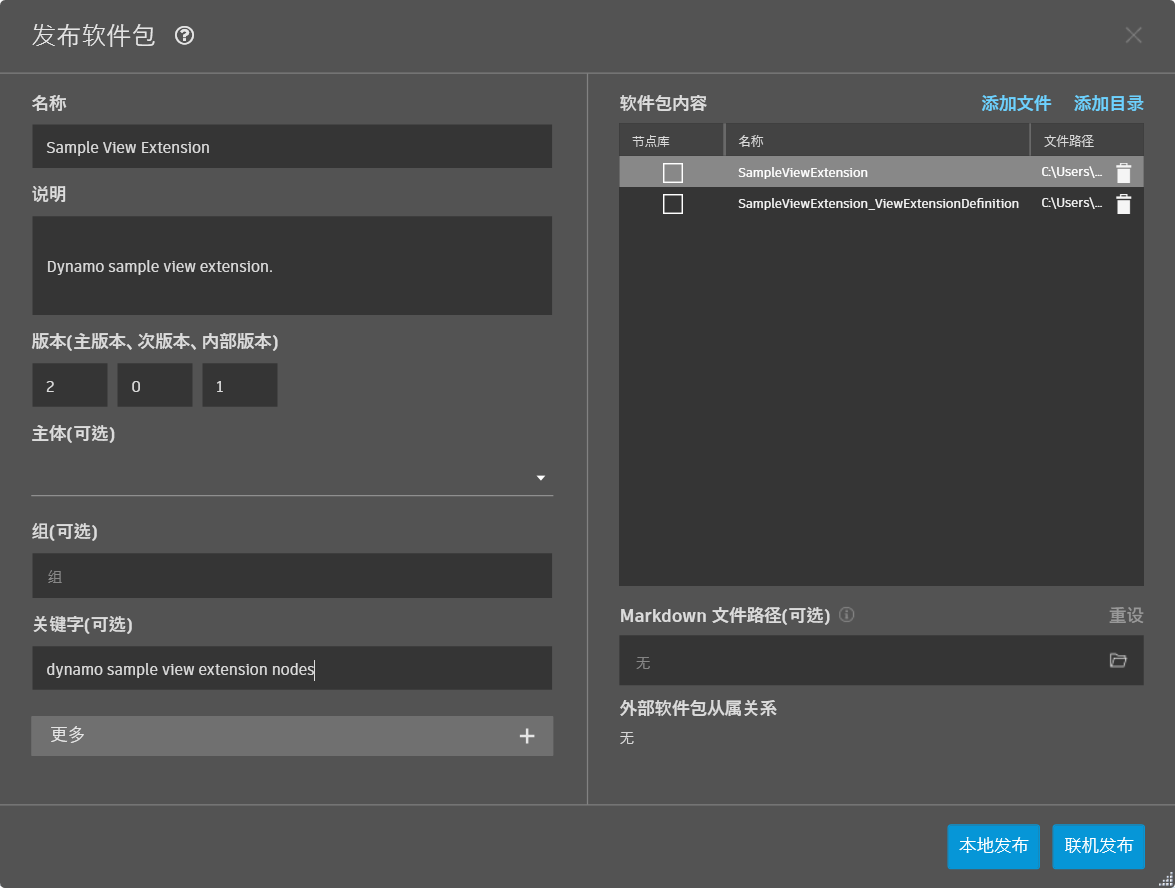 发布软件包
名称
Sample View Extension
说明
Dynamo sample view extension.
版本(主版本、次版本、内部版本)
2 0 1
主体(可选)
组(可选)
组
关键字(可选)
dynamo sample view extension nodes
更多
软件包内容 添加文件 添加目录
节点库 名称 文件路径
SampleViewExtension C:\Users\...
SampleViewExtension_ViewExtensionDefinition C:\Users\...
Markdown 文件路径(可选) 重设
无
外部软件包从属关系
无
本地发布 联机发布